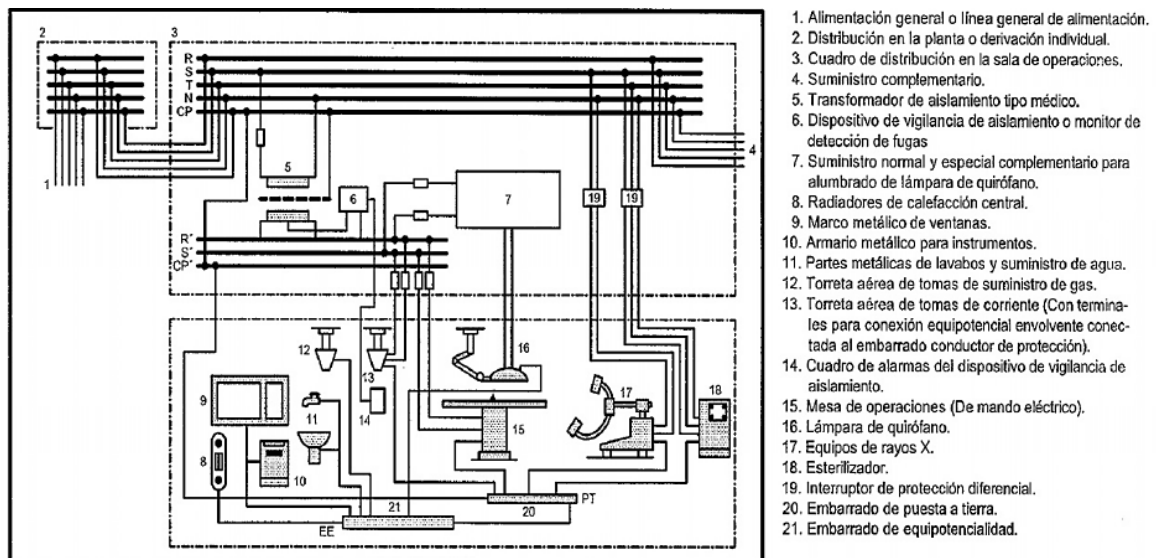 2
3
R
S
T
N
CP
1
4
5
6
7
19
19
R´
S´
CP´
12
13
16
9
11
14
15
17
18
8
10
21
PT
20
EE
1. Alimentación general o línea general de alimentación.
2. Distribución en la planta o derivación individual.
3. Cuadro de distribución en la sala de operaciones.
4. Suministro complementario.
5. Transformador de aislamiento tipo médico.
6. Dispositivo de vigilancia de aislamiento o monitor de
detección de fugas
7. Suministro normal y especial complementario para
alumbrado de lámpara de quirófano.
8. Radiadores de calefacción central.
9. Marco metálico de ventanas.
10. Armario metálico para instrumentos.
11. Partes metálicas de lavabos y suministro de agua.
12. Torreta aérea de tomas de suministro de gas.
13. Torreta aérea de tomas de corriente (Con termina-
les para conexión equipotencial envolvente conec-
tada al embarrado conductor de protección).
14. Cuadro de alarmas del dispositivo de vigilancia de
aislamiento.
15. Mesa de operaciones (De mando eléctrico).
16. Lámpara de quirófano.
17. Equipos de rayos X.
18. Esterilizador.
19. Interruptor de protección diferencial.
20. Embarrado de puesta a tierra.
21. Embarrado de equipotencialidad.